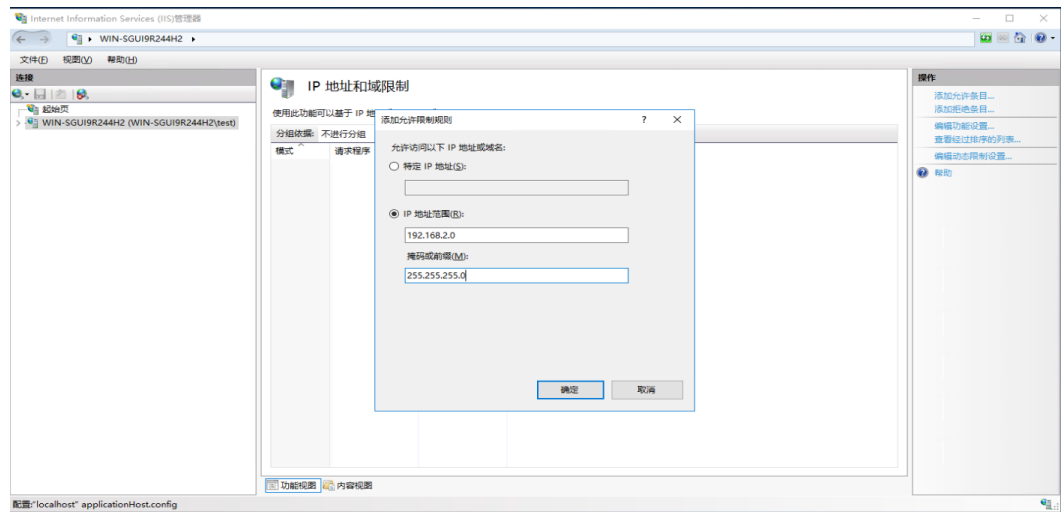 Internet Information Services (IIS)管理器
WIN-SGUI9R244H2
文件(F) 视图(V) 帮助(H)
连接
起始页
WIN-SGUI9R244H2 (WIN-SGUI9R244H2\test)
IP 地址和域限制
使用此功能可以基于 IP 地
分组依据: 不进行分组
模式 请求程序
添加允许限制规则
允许访问以下 IP 地址或域名:
特定 IP 地址(S):
IP 地址范围(R):
192.168.2.0
掩码或前缀(M):
255.255.255.0
确定 取消
功能视图 内容视图
操作
添加允许条目...
添加拒绝条目...
编辑功能设置...
查看经过排序的列表...
编辑动态限制设置...
帮助
配置:"localhost" applicationHost.config